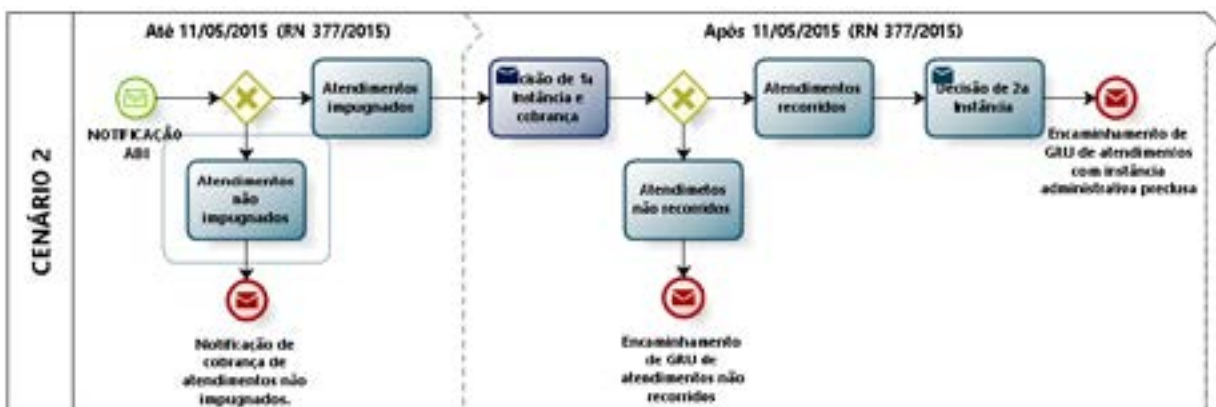 CENÁRIO 2
Até 11/05/2015 (RN 377/2015)
Após 11/05/2015 (RN 377/2015)
NOTIFICAÇÃO
ABI
Atendimentos
impugnados
Atendimentos
não
impugnados
Notificação de
cobrança de
atendimentos não
impugnados.
cisão de 1a
Instância e
cobrança
Atendimentos
recorridos
Atendimetos
não recorridos
Encaminhamento
de GRU de
atendimentos não
recorridos
Decisão de 2a
Instância
Encaminhamento de
GRU de atendimentos
com instância
administrativa preclusa